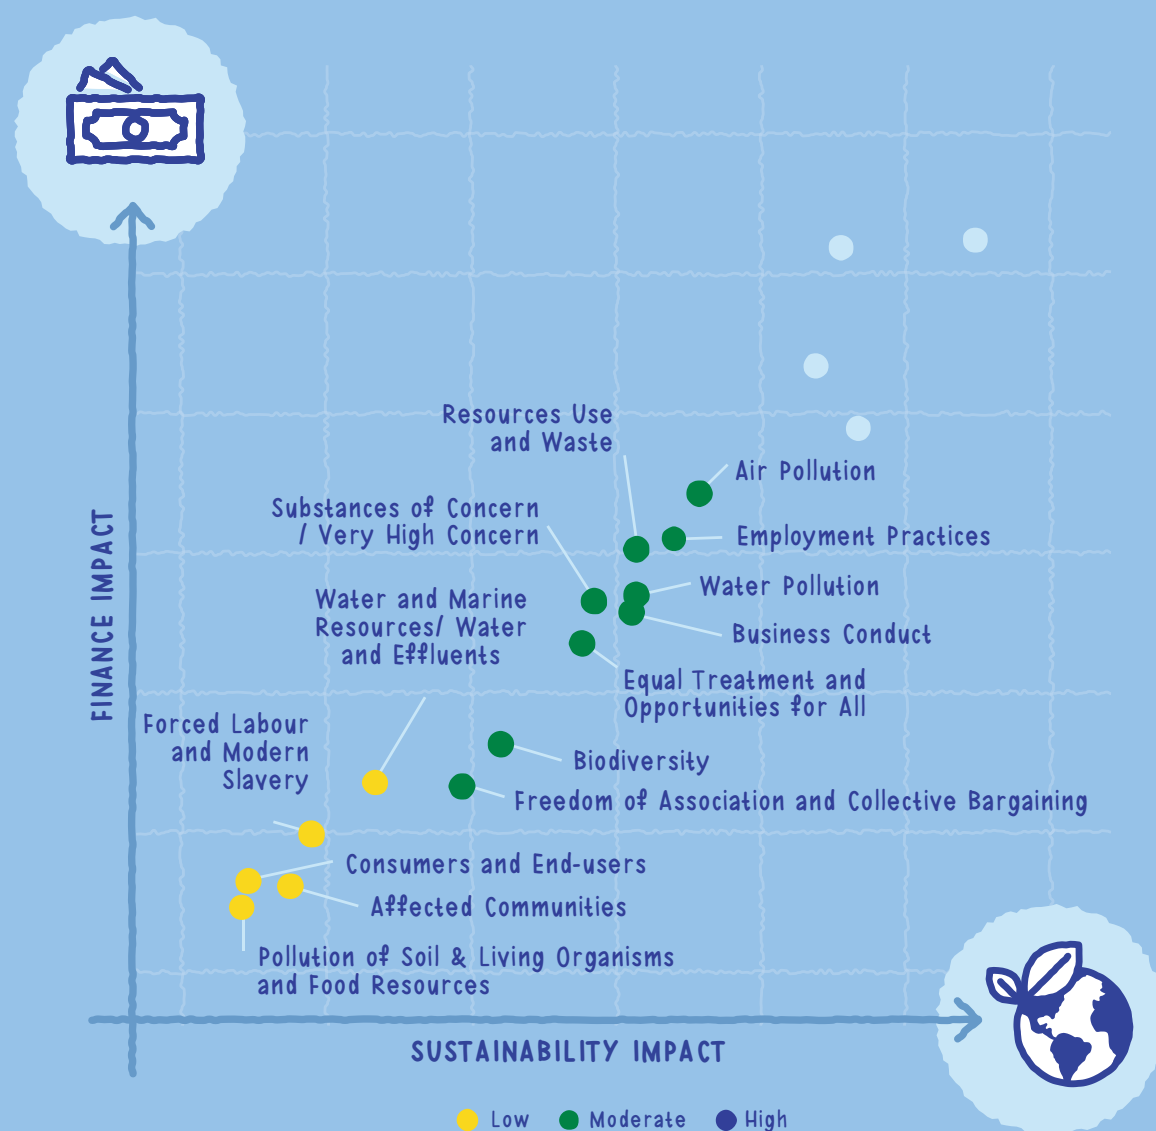 Resources Use
and Waste
Air Pollution
Substances of Concern
/ Very High Concern
Employment Practices
Water and Marine
Resources/ Water
and Effluents
Water Pollution
Business Conduct
Equal Treatment and
Opportunities for All
FINANCE IMPACT
Forced Labour
and Modern
Slavery
Biodiversity
Freedom of Association and Collective Bargaining
Consumers and End-users
Affected Communities
Pollution of Soil & Living Organisms
and Food Resources
SUSTAINABILITY IMPACT
Low Moderate High